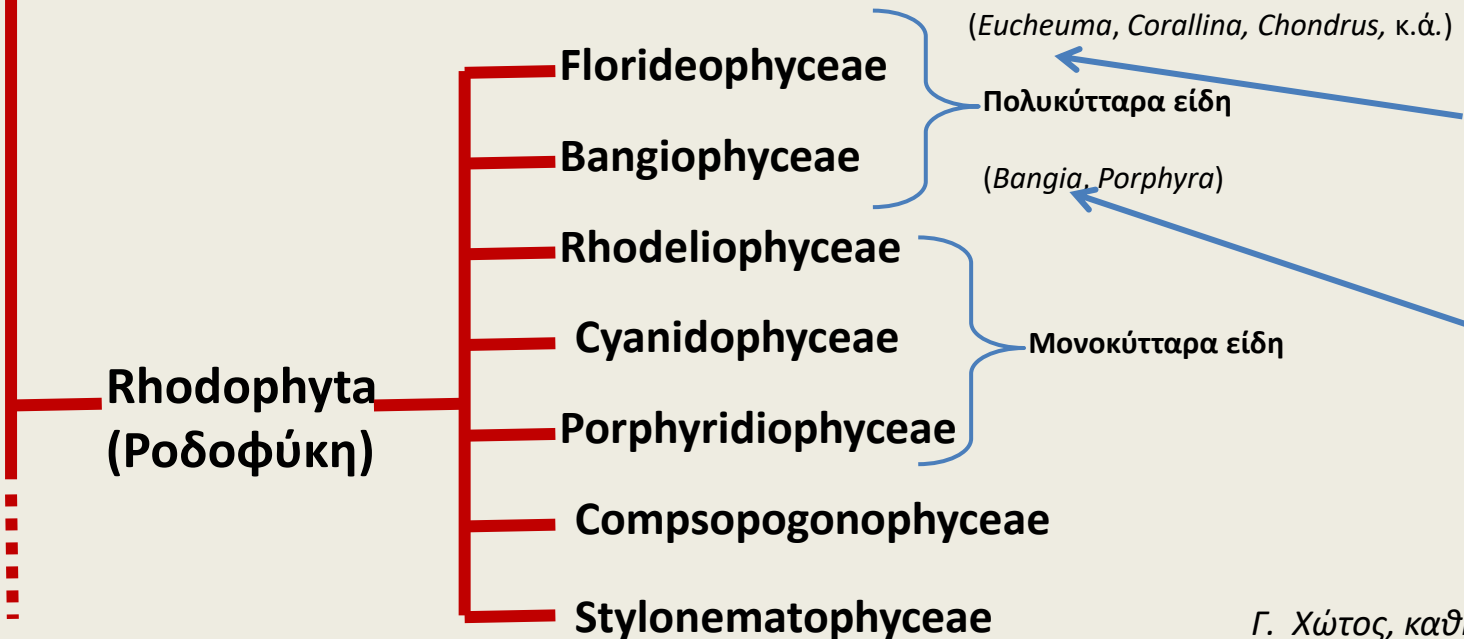 (Eucheuma, Corallina, Chondrus, κ.ά.)
Florideophyceae
Πολυκύτταρα είδη
Bangiophyceae
(Bangia, Porphyra)
Rhodeliophyceae
Cyanidophyceae
Μονοκύτταρα είδη
Rhodophyta
(Ροδοφύκη)
Porphyridiophyceae
Compsopogonophyceae
Stylonematophyceae
Γ. Χώτος, καθ